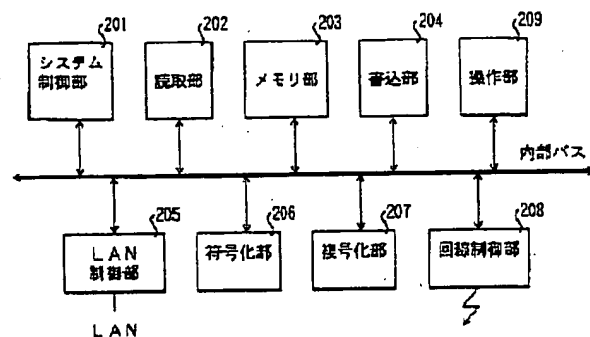 201
202
203
204
209
システム
制御部
読取部
メモリ部
書込部
操作部
内部バス
205
206
207
208
LAN
制御部
符号化部
複号化部
回線制御部
LAN